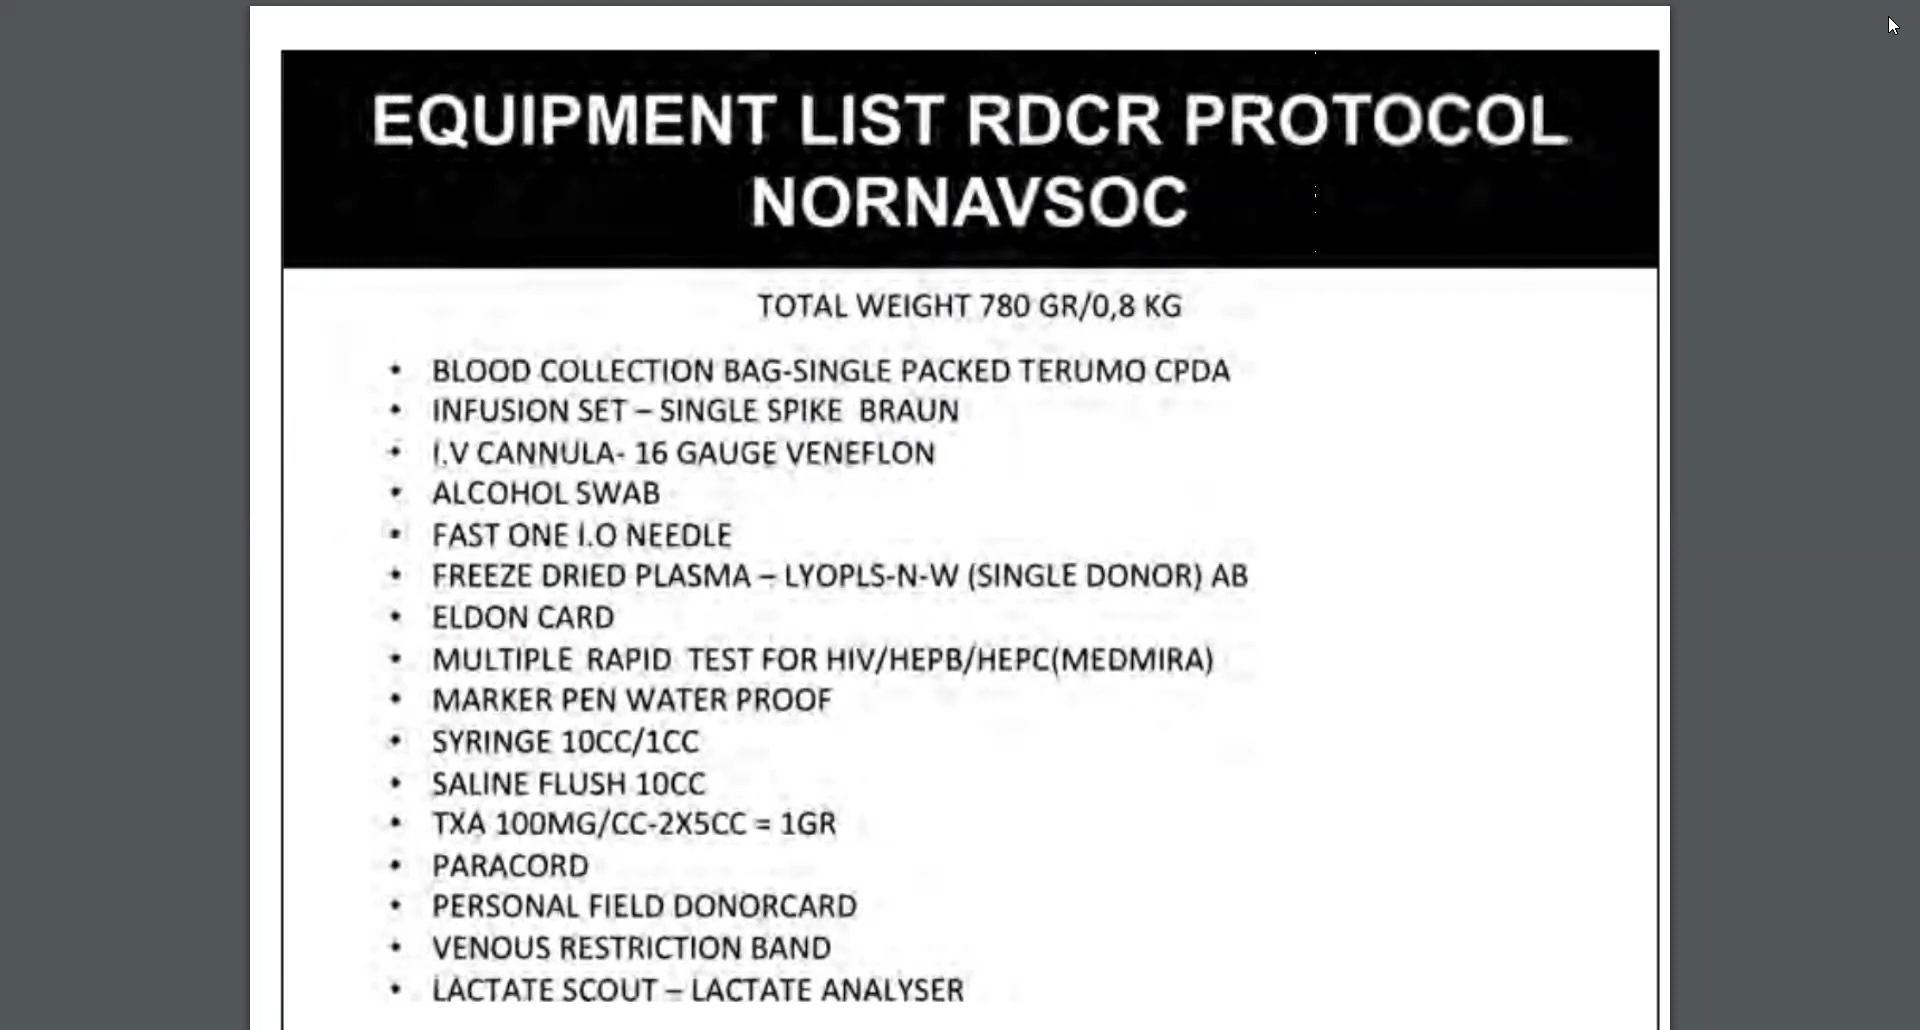 EQUIPMENT LIST RDCR PROTOCOL
NORNAVSOC
TOTAL WEIGHT 780 GR/0,8 KG
• BLOOD COLLECTION BAG-SINGLE PACKED TERUMO CPDA
• INFUSION SET – SINGLE SPIKE BRAUN
• I.V CANNULA- 16 GAUGE VENEFLON
• ALCOHOL SWAB
• FAST ONE I.O NEEDLE
• FREEZE DRIED PLASMA – LYOPLS-N-W (SINGLE DONOR) AB
• ELDON CARD
• MULTIPLE RAPID TEST FOR HIV/HEPB/HEPC(MEDMIRA)
• MARKER PEN WATER PROOF
• SYRINGE 10CC/1CC
• SALINE FLUSH 10CC
• TXA 100MG/CC-2X5CC = 1GR
• PARACORD
• PERSONAL FIELD DONORCARD
• VENOUS RESTRICTION BAND
• LACTATE SCOUT – LACTATE ANALYSER